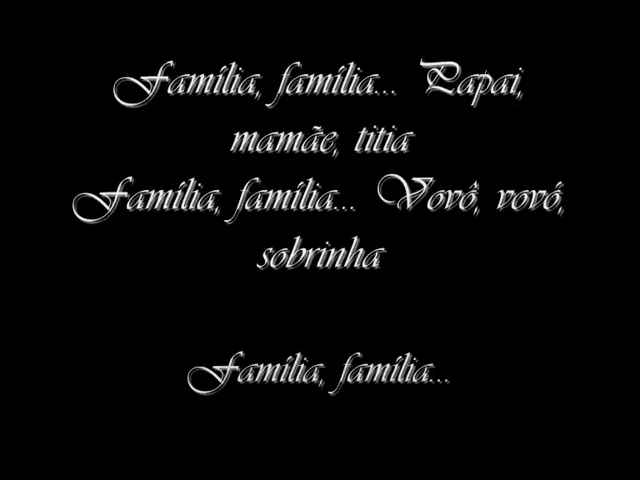 Família, família... Papai,
mamãe, titia
Família, família... Vovô, vovó,
sobrinha
Família, família...